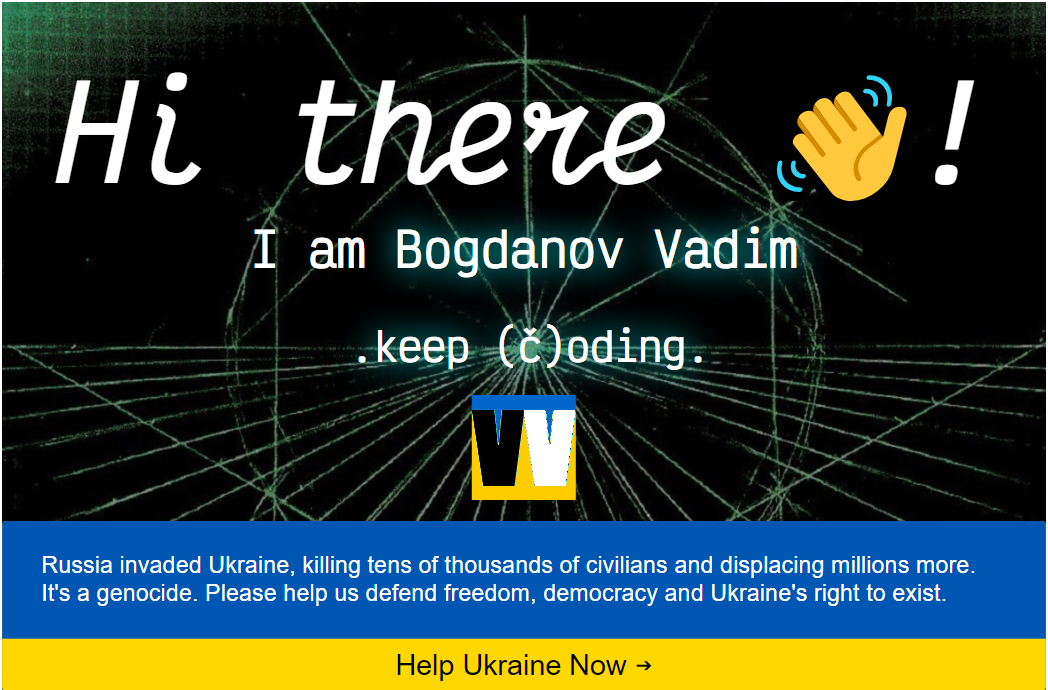 Hi there 👋!
I am Bogdanov Vadim
.keep (č)oding.
VV
Russia invaded Ukraine, killing tens of thousands of civilians and displacing millions more.
It's a genocide. Please help us defend freedom, democracy and Ukraine's right to exist.
Help Ukraine Now →